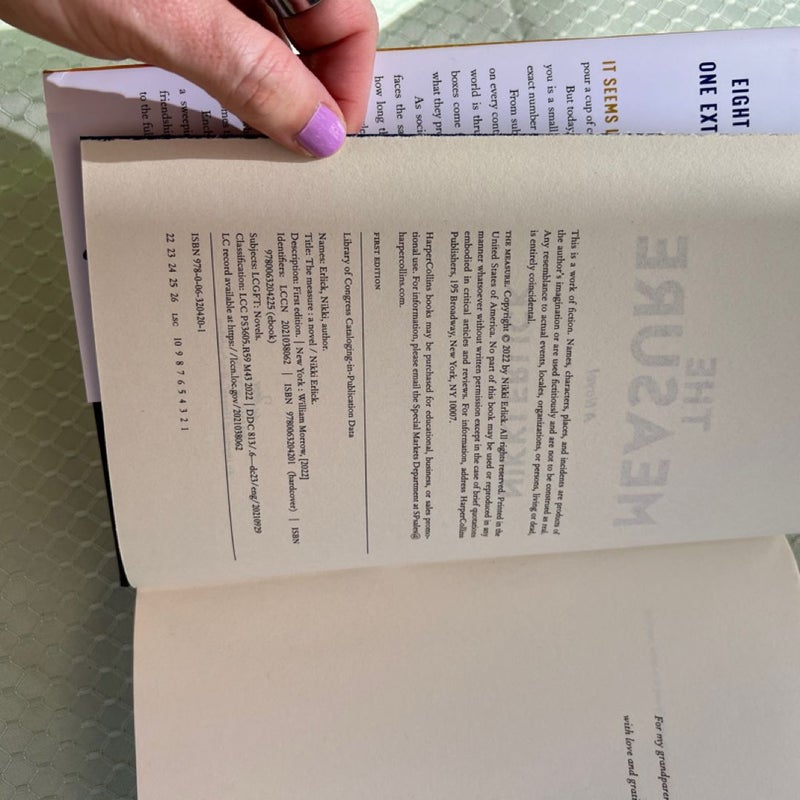 EIGHT
ONE EXT
IT SEEMS L
pour a cup of c
But today,
you is a small
exact number
From sub
on every cont
world is thru
boxes come
what they pr
As soci
faces the sa
how long th
Ench
a sweepi
friendship
to the ful
THE
MEASURE
This is a work of fiction. Names, characters, places, and incidents are products of
the author's imagination or are used fictitiously and are not to be construed as real.
Any resemblance to actual events, locales, organizations, or persons, living or dead,
is entirely coincidental.
THE MEASURE. Copyright © 2022 by Nikki Erlick. All rights reserved. Printed in the
United States of America. No part of this book may be used or reproduced in any
manner whatsoever without written permission except in the case of brief quotations
embodied in critical articles and reviews. For information, address HarperCollins
Publishers, 195 Broadway, New York, NY 10007.
HarperCollins books may be purchased for educational, business, or sales promo-
tional use. For information, please email the Special Markets Department at SPsales@
harpercollins.com.
FIRST EDITION
Library of Congress Cataloging-in-Publication Data
Names: Erlick, Nikki, author.
Title: The measure : a novel / Nikki Erlick.
Description: First edition. | New York : William Morrow, [2022]
Identifiers: LCCN 2021038062 | ISBN 9780063204201 (hardcover) | ISBN
9780063204225 (ebook)
Subjects: LCGFT: Novels.
Classification: LCC PS3605.R59 M43 2022 | DDC 813/.6—dc23/eng/20210929
LC record available at https://lccn.loc.gov/2021038062
ISBN 978-0-06-320420-1
22 23 24 25 26 LSC 10 9 8 7 6 5 4 3 2 1
For my grandparen
with love and grati